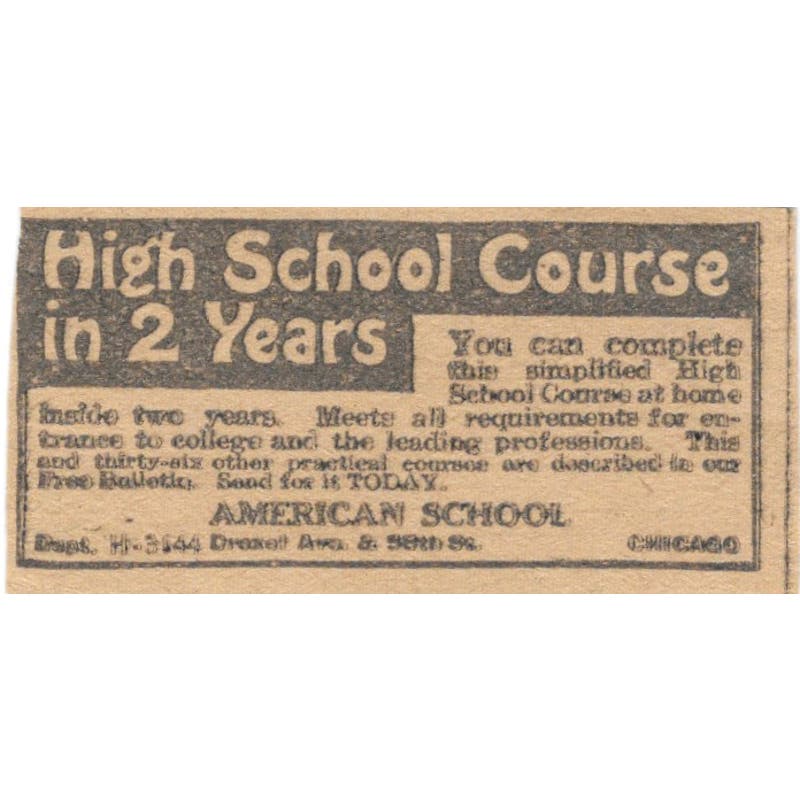 High School Course
in 2 Years
You can complete
this simplified High
School Course at home
inside two years. Meets all requirements for en-
trance to college and the leading professions. This
and thirty-six other practical courses are described in our
Free Bulletin. Send for it TODAY.
AMERICAN SCHOOL
Dept. H-3144 Drexel Ave. & 58th St. CHICAGO